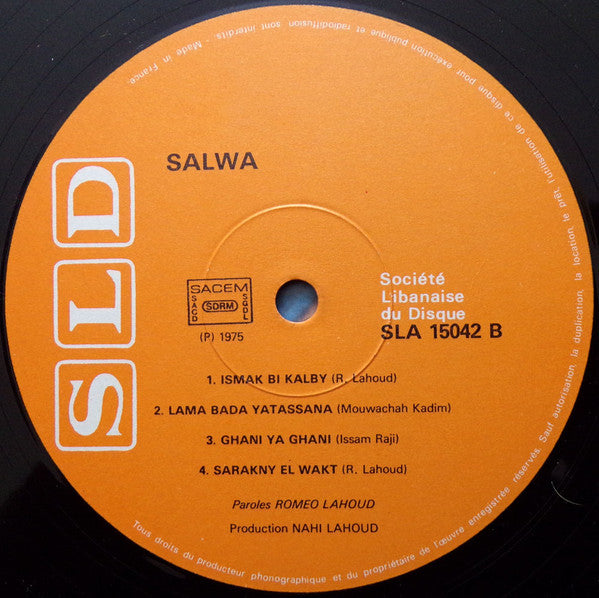 SALWA
SLD
SACEM
SACD
SDRM
SGDL
(P.) 1975
Société
Libanaise
du Disque
SLA 15042 B
1. ISMAK BI KALBY (R. Lahoud)
2. LAMA BADA YATASSANA (Mouwachah Kadim)
3. GHANI YA GHANI (Issam Raji)
4. SARAKNY EL WAKT (R. Lahoud)
Paroles ROMEO LAHOUD
Production NAHI LAHOUD
Tous droits du producteur phonographique et du propriétaire de l'œuvre enregistrée réservés. Sauf autorisation, la duplication, la location, le prêt, l'utilisation de ce disque pour exécution publique et radiodiffusion sont interdits. - Made in France.